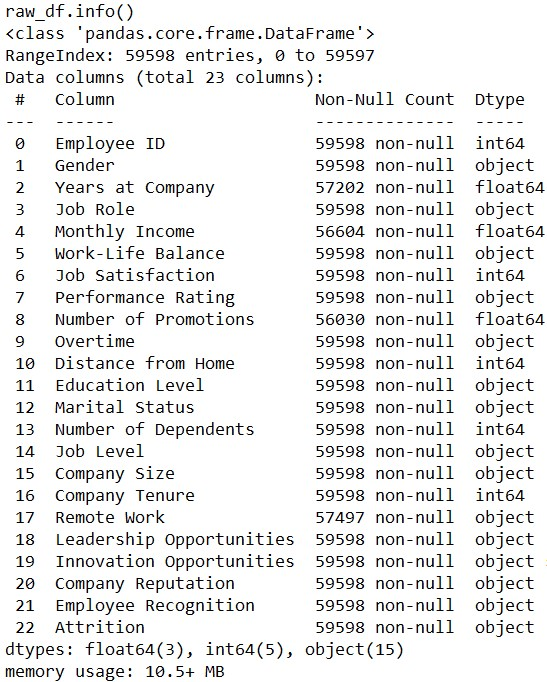 raw_df.info()
<class 'pandas.core.frame.DataFrame'>
RangeIndex: 59598 entries, 0 to 59597
Data columns (total 23 columns):
 #   Column                    Non-Null Count  Dtype
---  ------                    --------------  -----
 0   Employee ID               59598 non-null  int64
 1   Gender                    59598 non-null  object
 2   Years at Company          57202 non-null  float64
 3   Job Role                  59598 non-null  object
 4   Monthly Income            56604 non-null  float64
 5   Work-Life Balance         59598 non-null  object
 6   Job Satisfaction          59598 non-null  int64
 7   Performance Rating        59598 non-null  object
 8   Number of Promotions      56030 non-null  float64
 9   Overtime                  59598 non-null  object
 10  Distance from Home        59598 non-null  int64
 11  Education Level           59598 non-null  object
 12  Marital Status            59598 non-null  object
 13  Number of Dependents      59598 non-null  int64
 14  Job Level                 59598 non-null  object
 15  Company Size              59598 non-null  object
 16  Company Tenure            59598 non-null  int64
 17  Remote Work               57497 non-null  object
 18  Leadership Opportunities  59598 non-null  object
 19  Innovation Opportunities  59598 non-null  object
 20  Company Reputation        59598 non-null  object
 21  Employee Recognition      59598 non-null  object
 22  Attrition                 59598 non-null  object
dtypes: float64(3), int64(5), object(15)
memory usage: 10.5+ MB